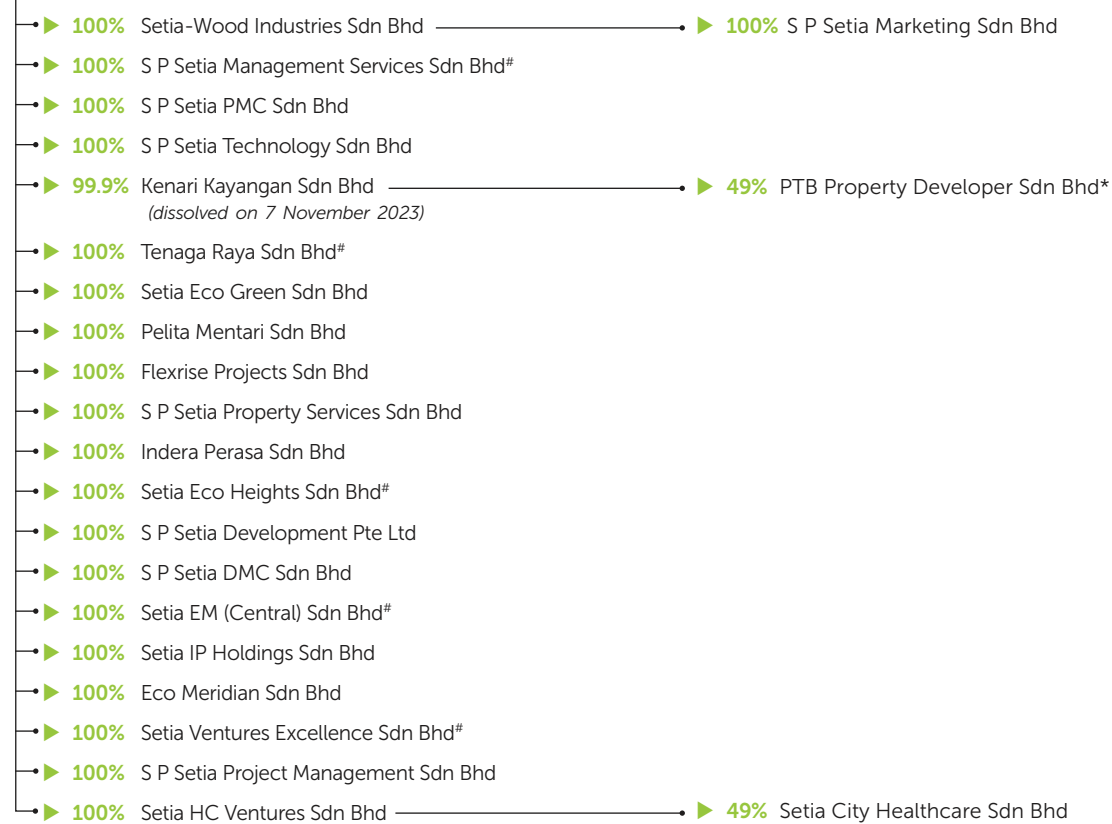 100% Setia-Wood Industries Sdn Bhd 100% S P Setia Marketing Sdn Bhd
100% S P Setia Management Services Sdn Bhd#
100% S P Setia PMC Sdn Bhd
100% S P Setia Technology Sdn Bhd
99.9% Kenari Kayangan Sdn Bhd 49% PTB Property Developer Sdn Bhd*
(dissolved on 7 November 2023)
100% Tenaga Raya Sdn Bhd#
100% Setia Eco Green Sdn Bhd
100% Pelita Mentari Sdn Bhd
100% Flexrise Projects Sdn Bhd
100% S P Setia Property Services Sdn Bhd
100% Indera Perasa Sdn Bhd
100% Setia Eco Heights Sdn Bhd#
100% S P Setia Development Pte Ltd
100% S P Setia DMC Sdn Bhd
100% Setia EM (Central) Sdn Bhd#
100% Setia IP Holdings Sdn Bhd
100% Eco Meridian Sdn Bhd
100% Setia Ventures Excellence Sdn Bhd#
100% S P Setia Project Management Sdn Bhd
100% Setia HC Ventures Sdn Bhd 49% Setia City Healthcare Sdn Bhd